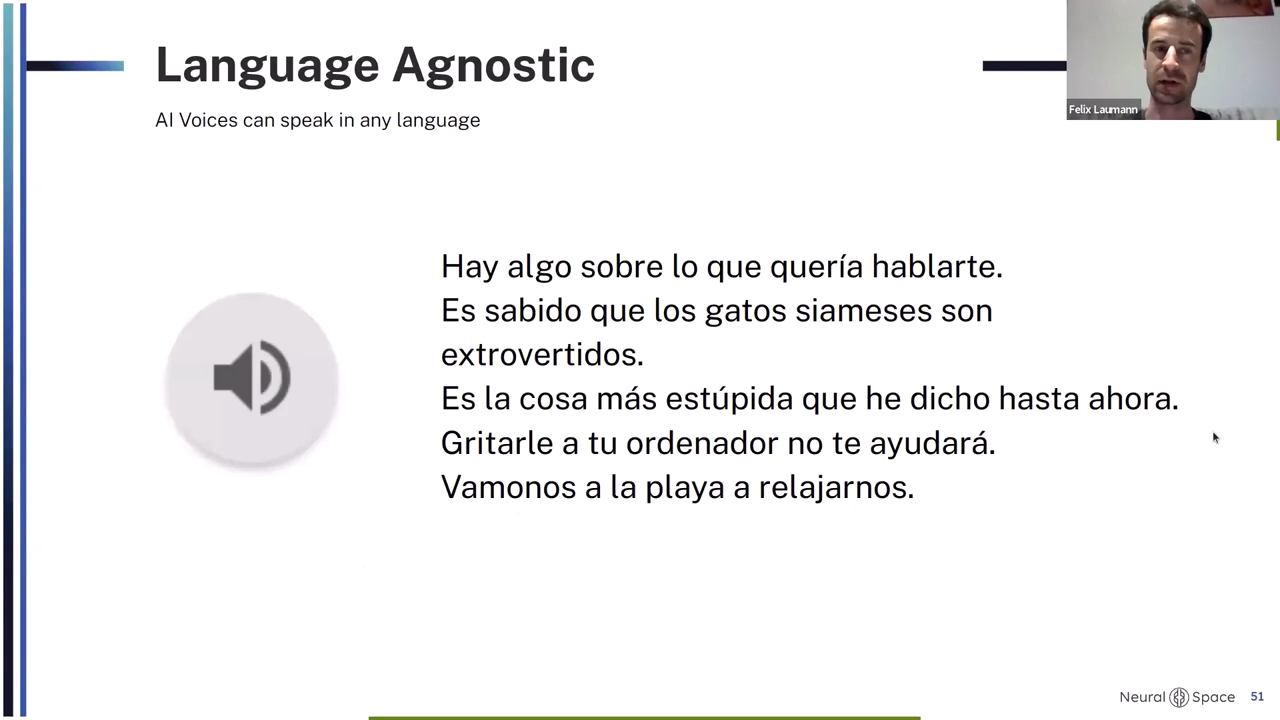 Language Agnostic
AI Voices can speak in any language
Felix Laumann
Hay algo sobre lo que quería hablarte.
Es sabido que los gatos siameses son
extrovertidos.
Es la cosa más estúpida que he dicho hasta ahora.
Gritarle a tu ordenador no te ayudará.
Vamonos a la playa a relajarnos.
Neural Space 51